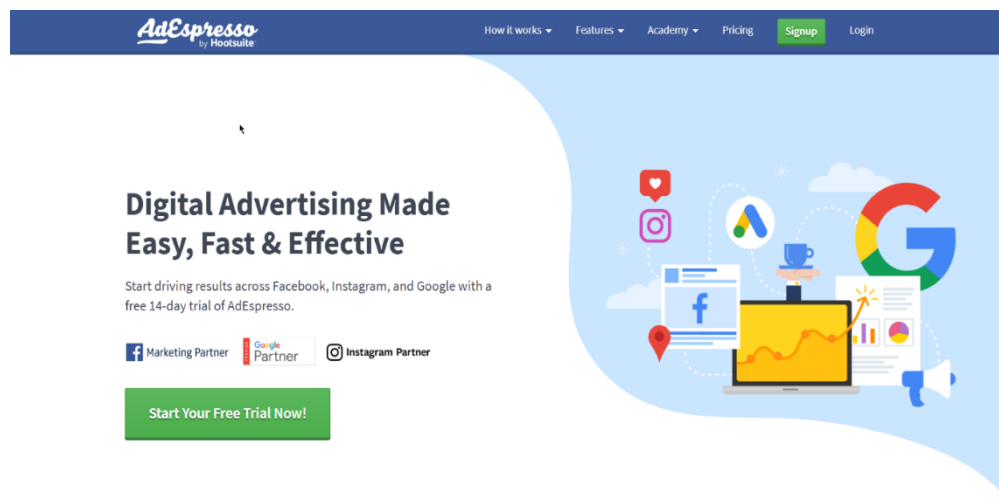 AdEspresso
by Hootsuite
How it works Features Academy Pricing Signup Login
Digital Advertising Made
Easy, Fast & Effective
Start driving results across Facebook, Instagram, and Google with a
free 14-day trial of AdEspresso.
Marketing Partner
Google
Partner
Instagram Partner
Start Your Free Trial Now!